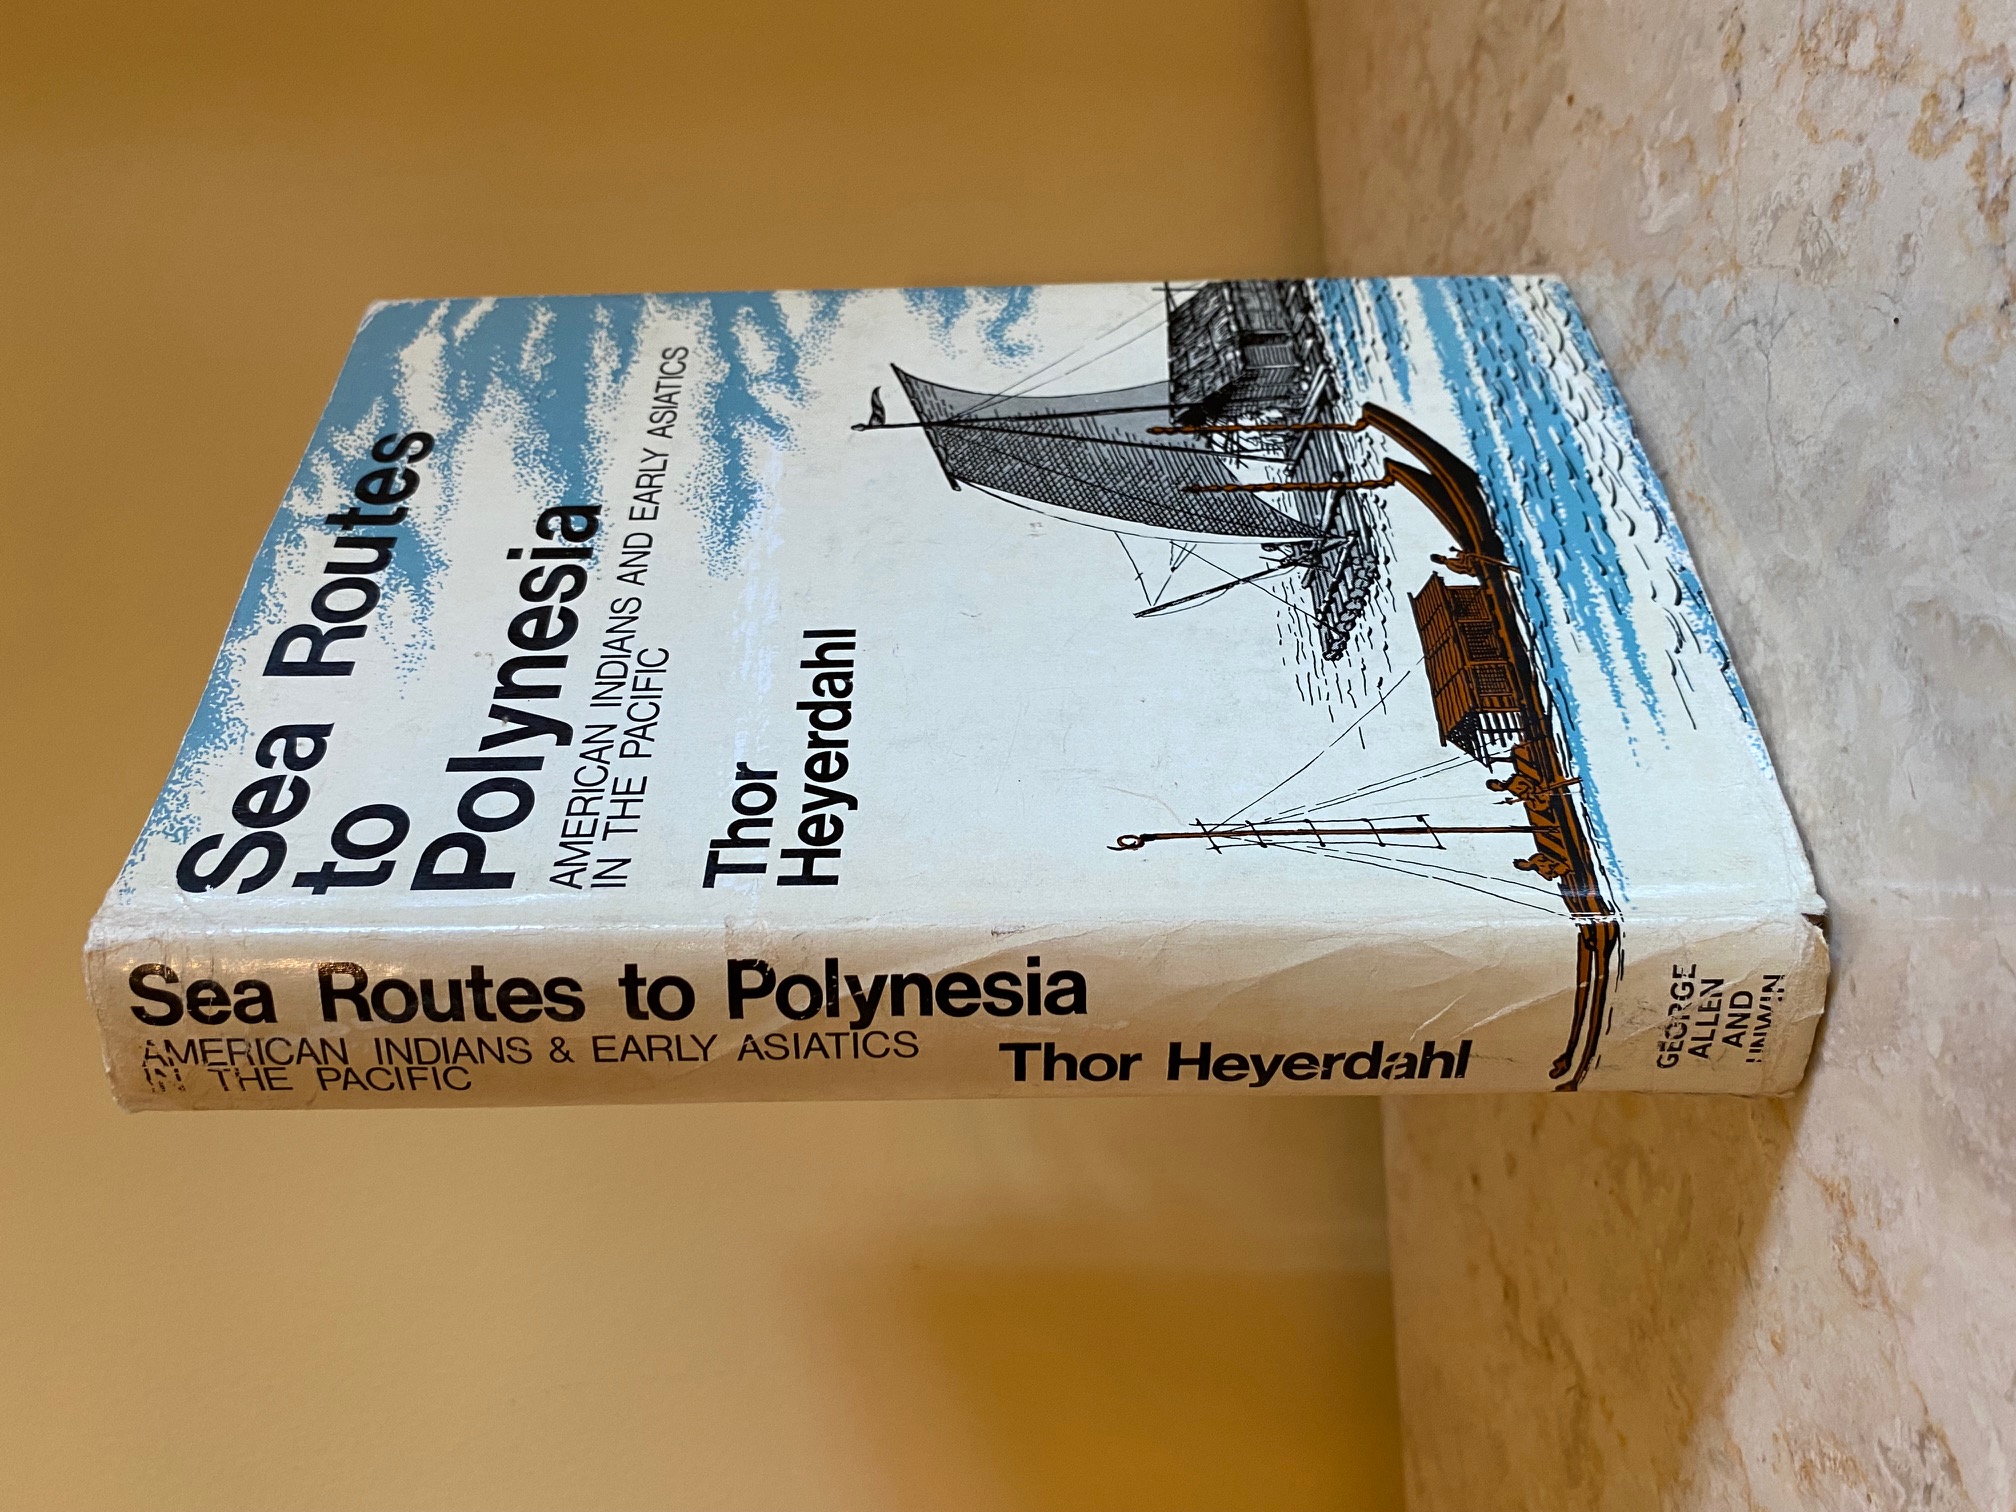 Sea Routes
to
Polynesia
AMERICAN INDIANS AND EARLY ASIATICS
IN THE PACIFIC
Thor
Heyerdahl
Sea Routes to Polynesia
AMERICAN INDIANS & EARLY ASIATICS
IN THE PACIFIC
Thor Heyerdahl
GEORGE
ALLEN
AND
UNWIN